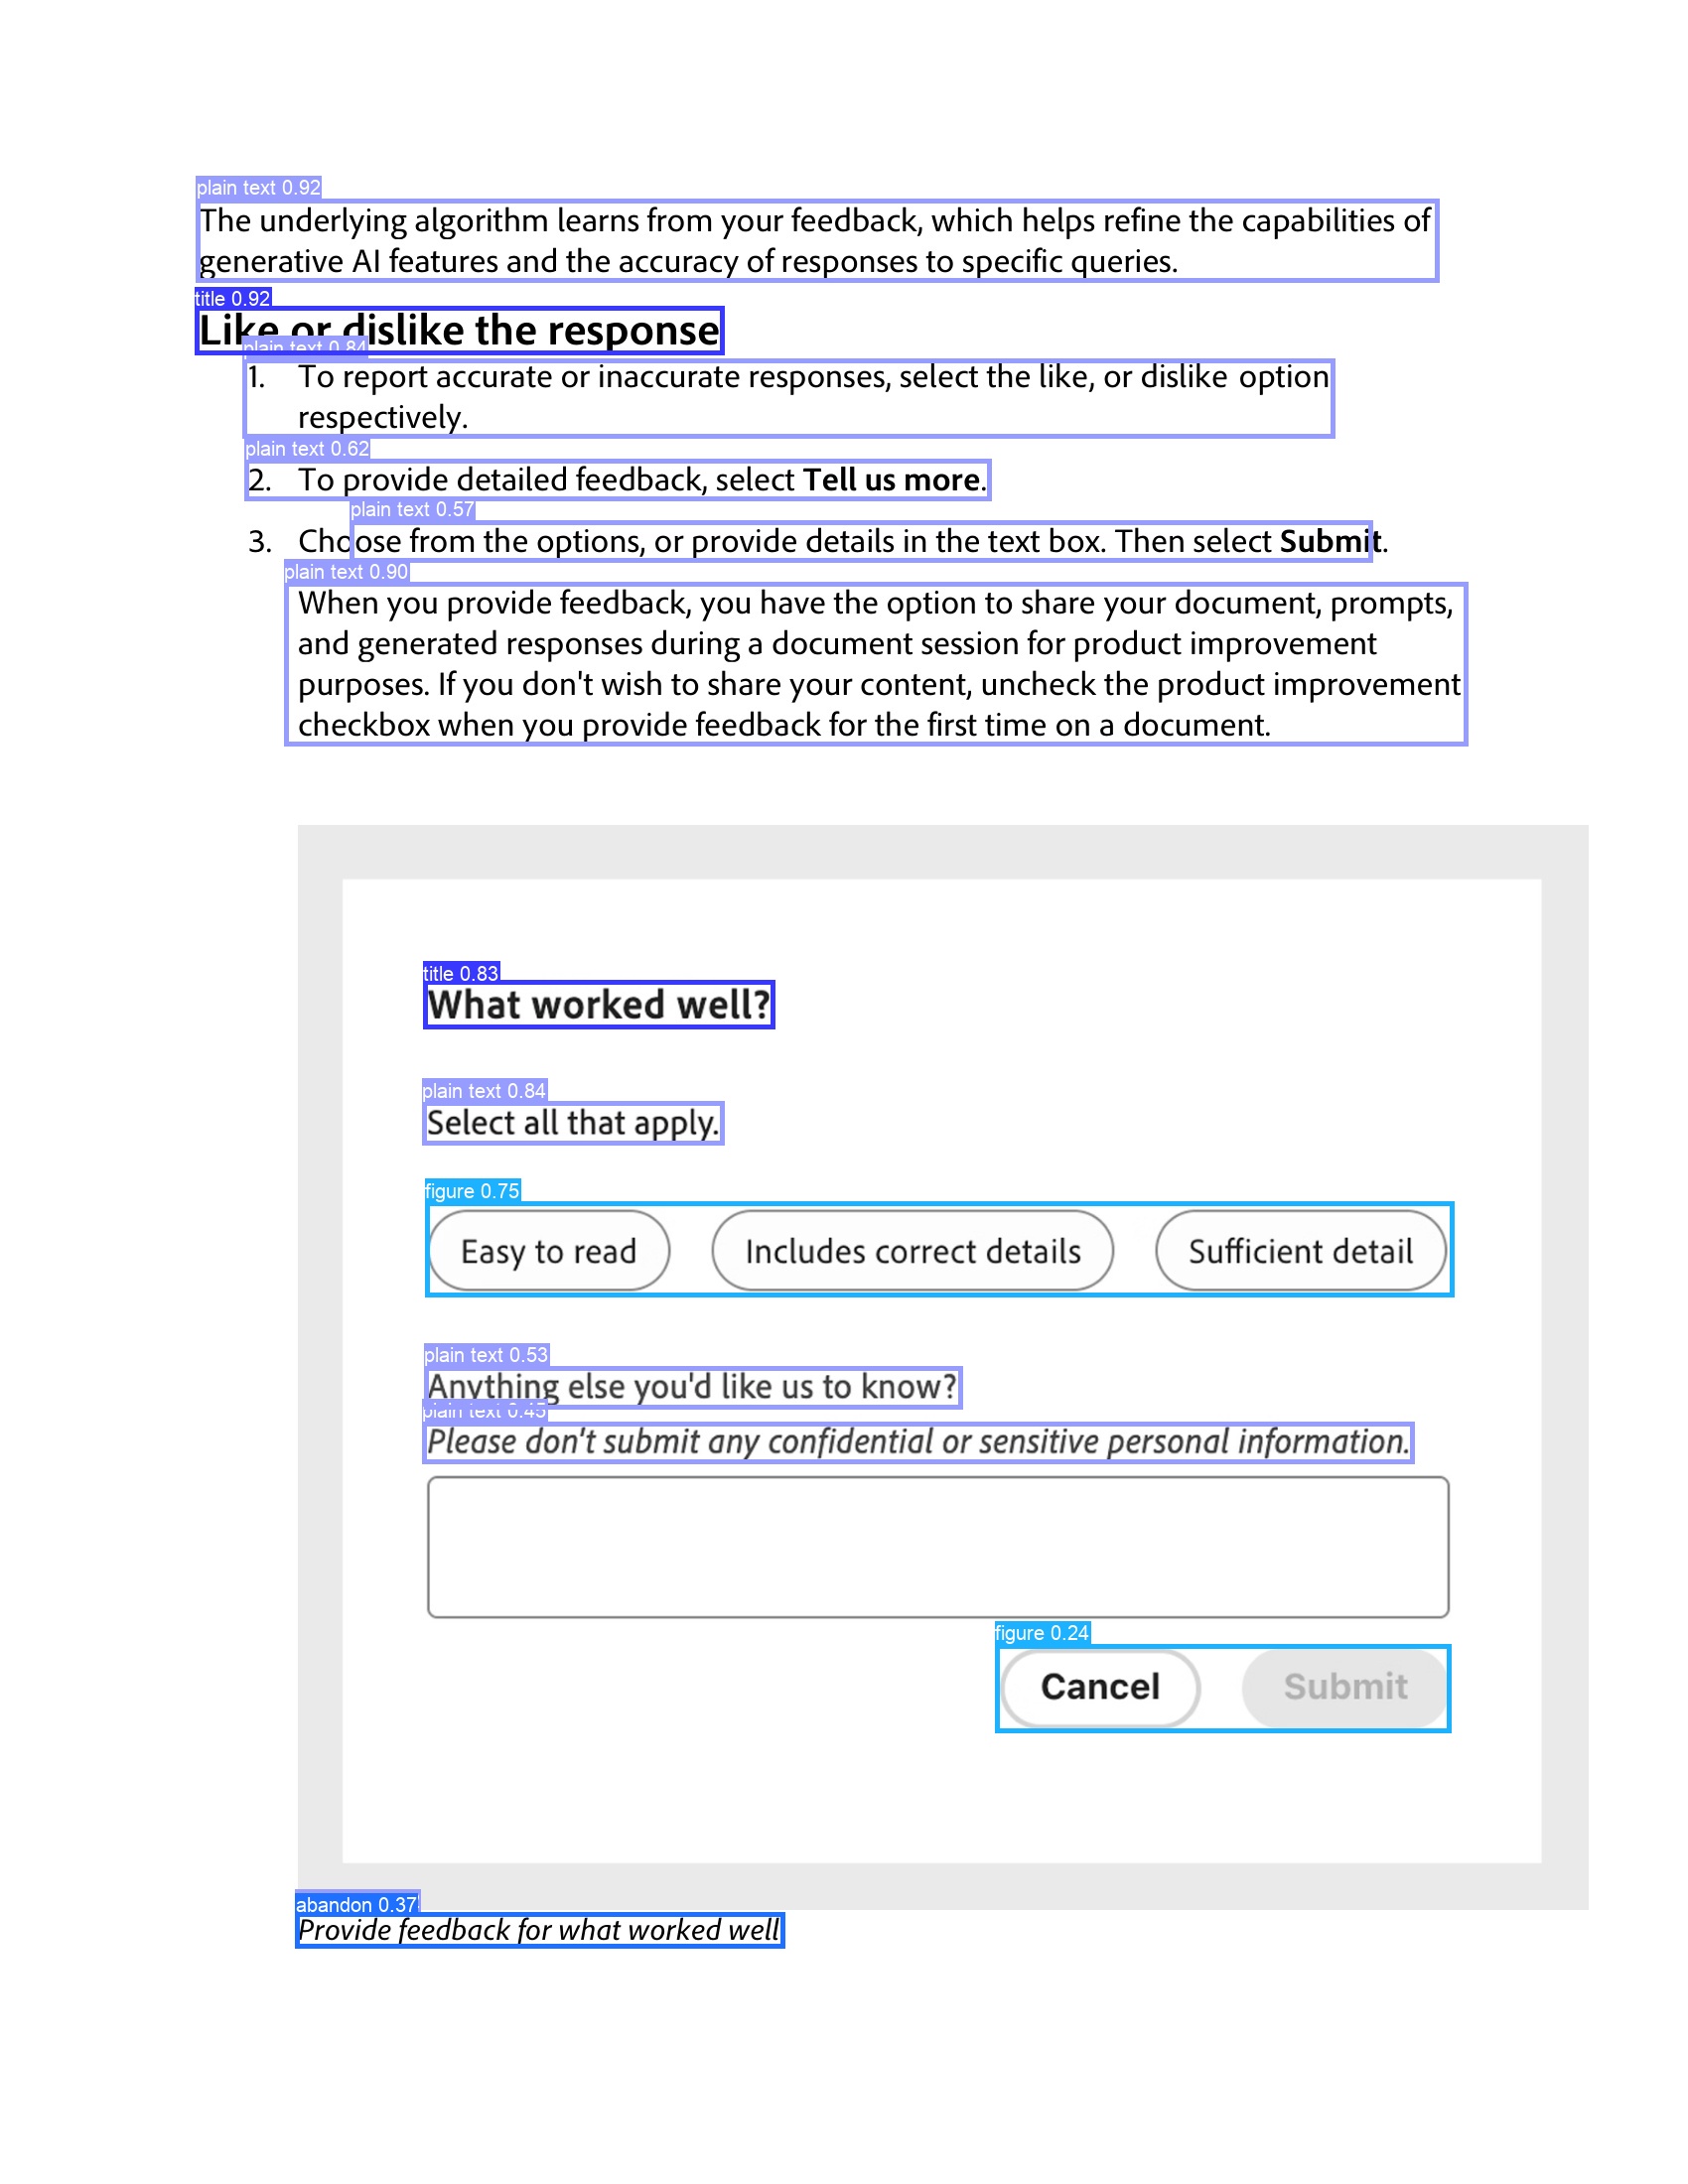 plain text 0.92
The underlying algorithm learns from your feedback, which helps refine the capabilities of
generative AI features and the accuracy of responses to specific queries.
title 0.92
Like or dislike the response
plain text 0.84
1. To report accurate or inaccurate responses, select the like, or dislike option
respectively.
plain text 0.62
2. To provide detailed feedback, select Tell us more.
plain text 0.57
3. Choose from the options, or provide details in the text box. Then select Submit.
plain text 0.90
When you provide feedback, you have the option to share your document, prompts,
and generated responses during a document session for product improvement
purposes. If you don't wish to share your content, uncheck the product improvement
checkbox when you provide feedback for the first time on a document.
title 0.83
What worked well?
plain text 0.84
Select all that apply.
figure 0.75
Easy to read Includes correct details Sufficient detail
plain text 0.53
Anything else you'd like us to know?
plain text 0.45
Please don't submit any confidential or sensitive personal information.
figure 0.24
Cancel Submit
abandon 0.37
Provide feedback for what worked well